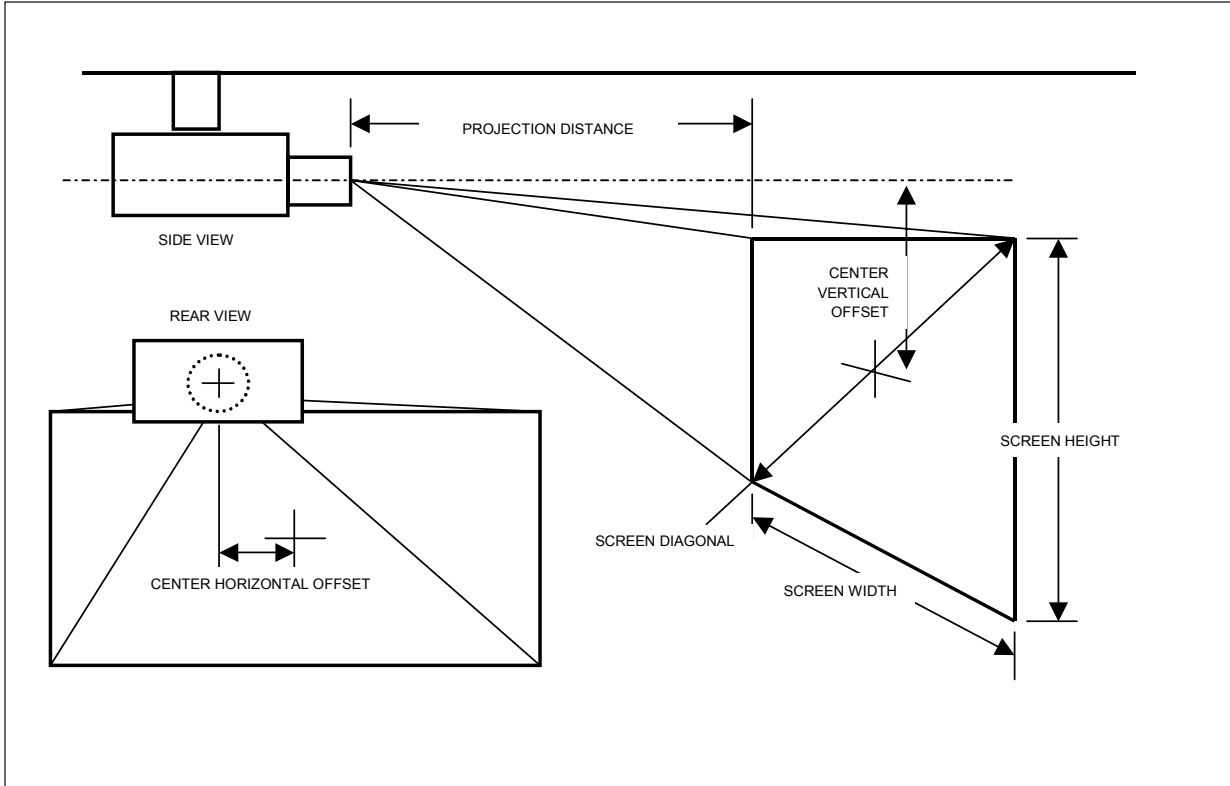 PROJECTION DISTANCE
SIDE VIEW
CENTER
VERTICAL
OFFSET
REAR VIEW
SCREEN HEIGHT
SCREEN DIAGONAL
CENTER HORIZONTAL OFFSET
SCREEN WIDTH